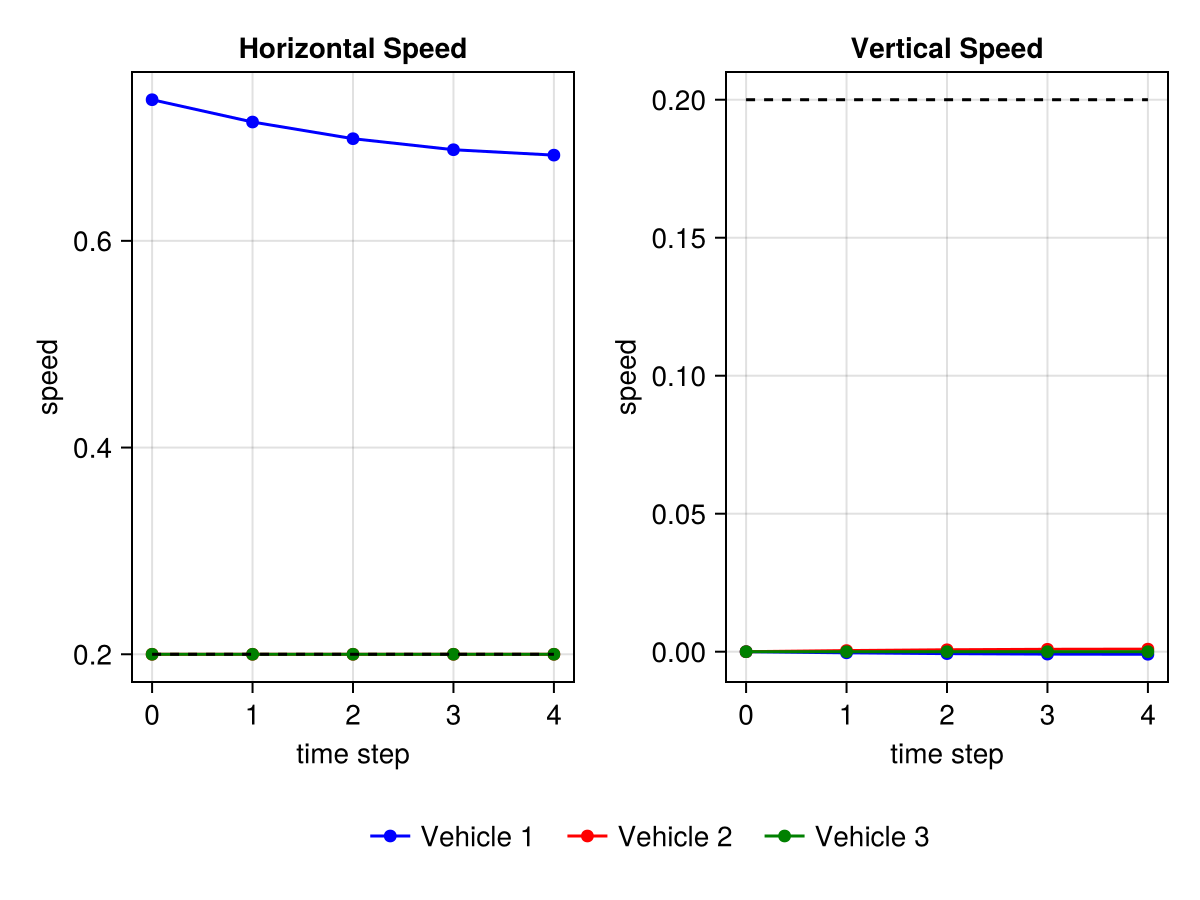 Horizontal Speed
Vertical Speed
speed
0.6
0.4
0.2
0 1 2 3 4
time step
speed
0.20
0.15
0.10
0.05
0.00
0 1 2 3 4
time step
Vehicle 1 Vehicle 2 Vehicle 3